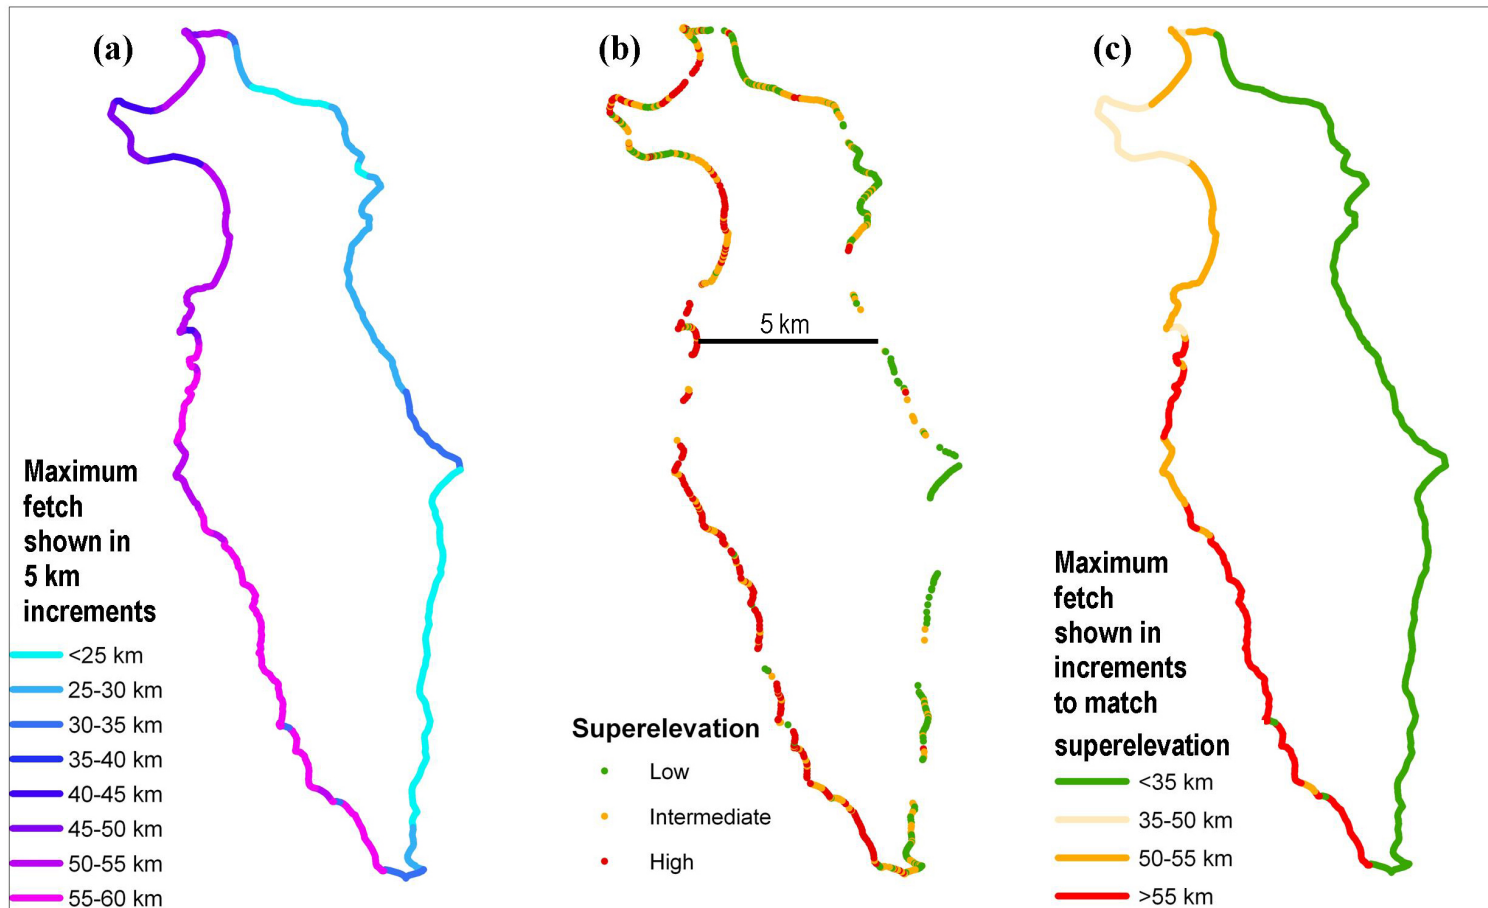 (a)
Maximum
fetch
shown in
5 km
increments
<25 km
25-30 km
30-35 km
35-40 km
40-45 km
45-50 km
50-55 km
55-60 km
(b)
5 km
Superelevation
Low
Intermediate
High
(c)
Maximum
fetch
shown in
increments
to match
superelevation
<35 km
35-50 km
50-55 km
>55 km